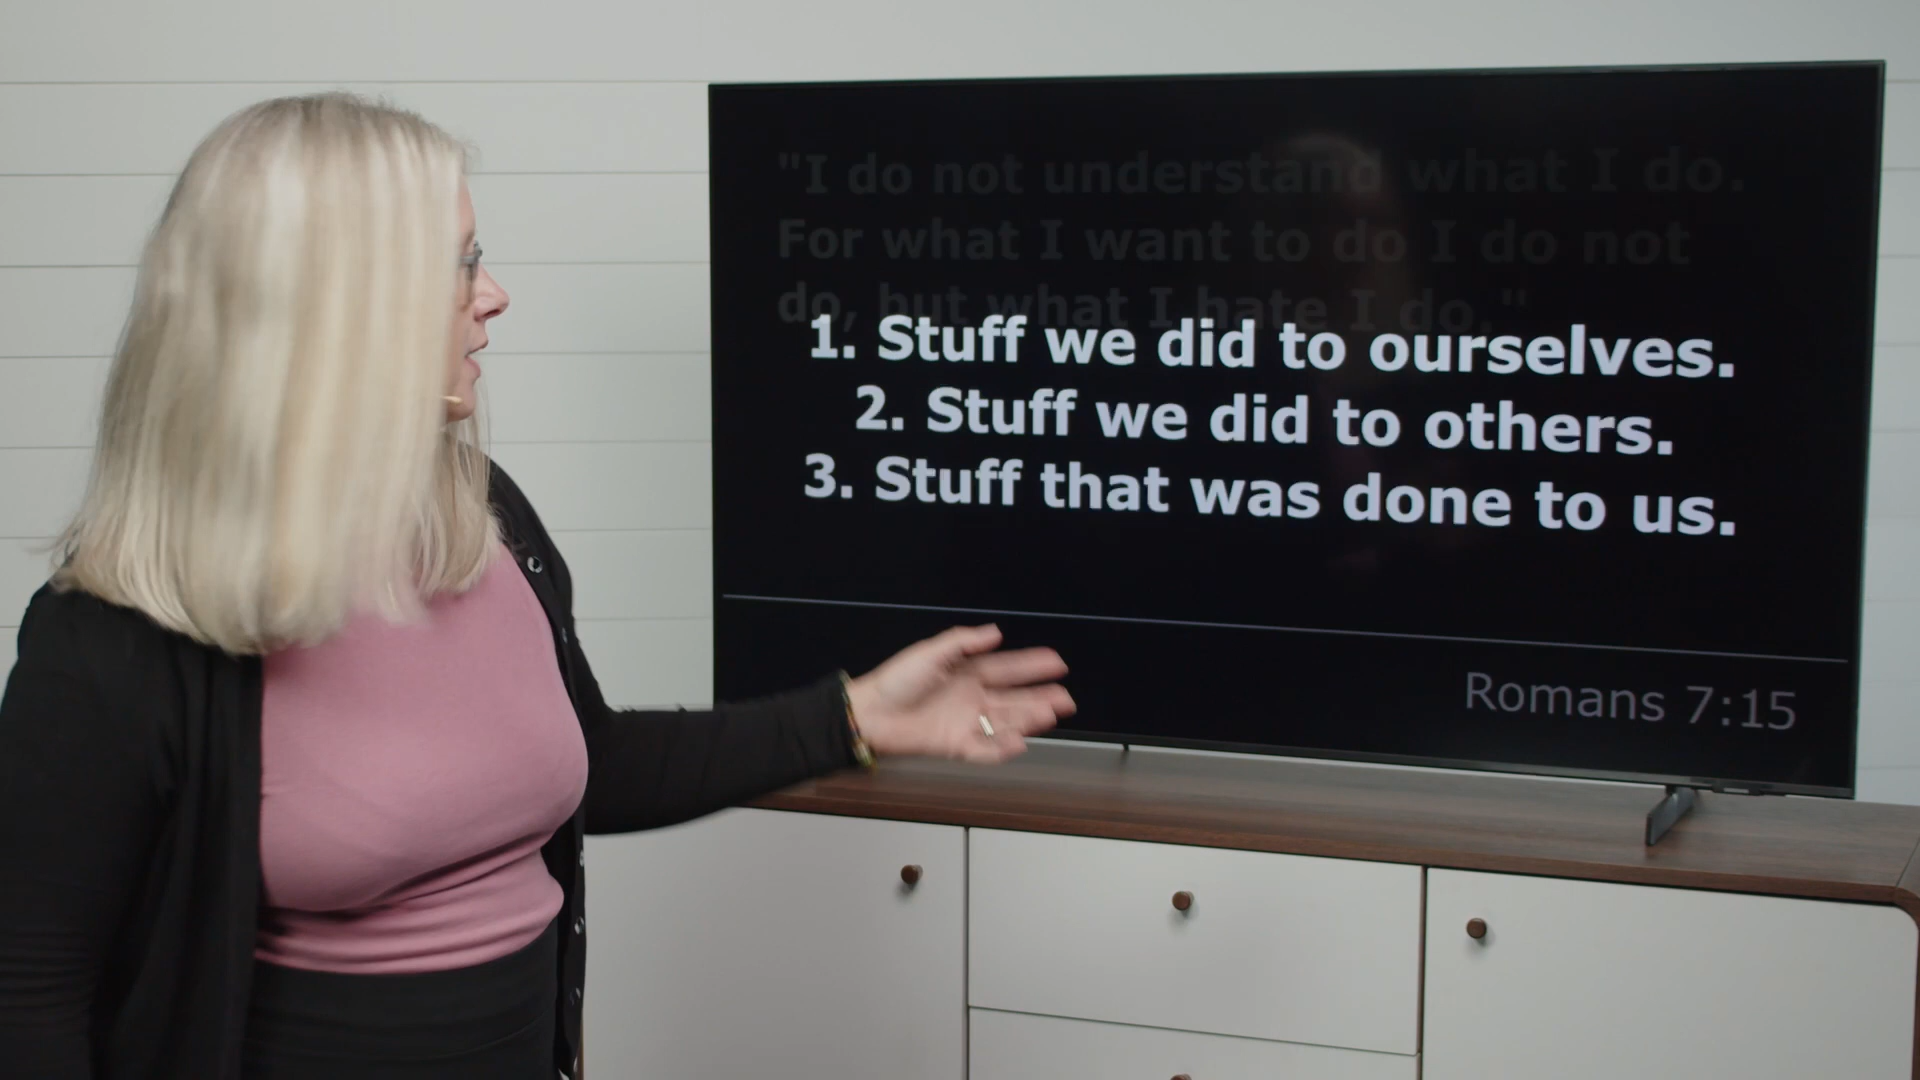 "I do not understand what I do.
For what I want to do I do not
do, but what I hate I do."
1. Stuff we did to ourselves.
2. Stuff we did to others.
3. Stuff that was done to us.
Romans 7:15